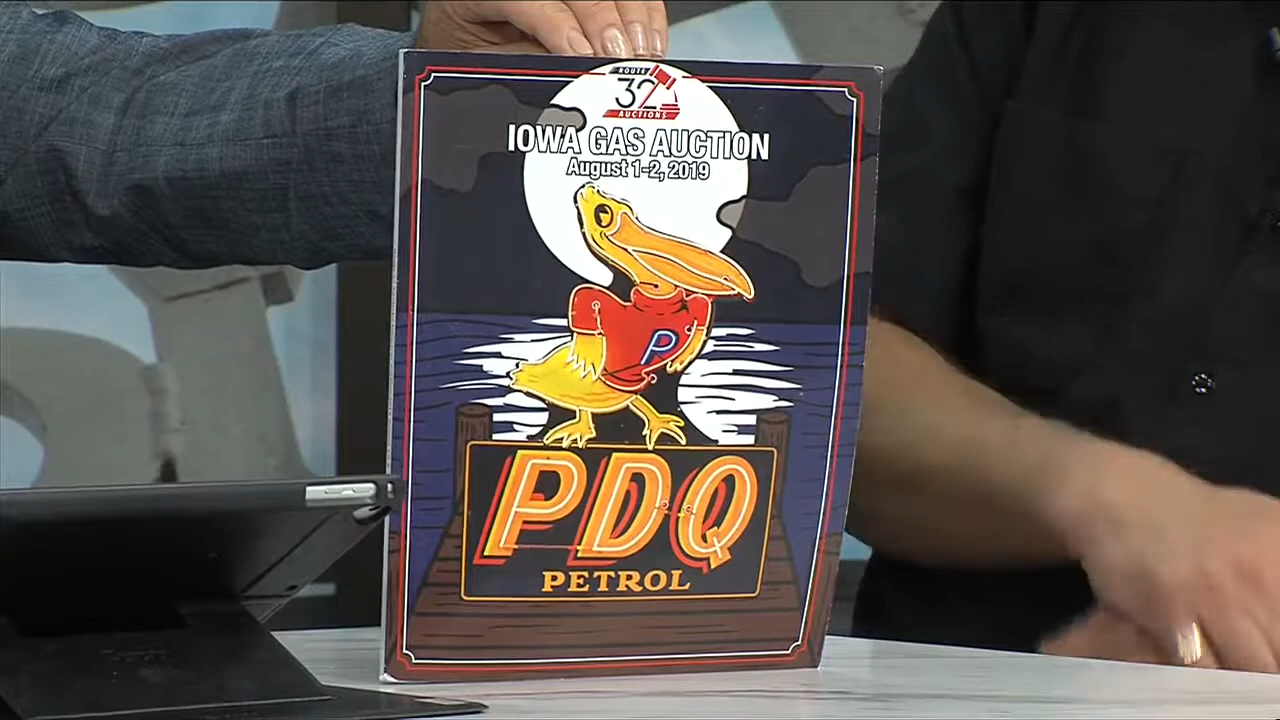 ROUTE
32
AUCTIONS
IOWA GAS AUCTION
August 1-2, 2019
P
PDQ
PETROL